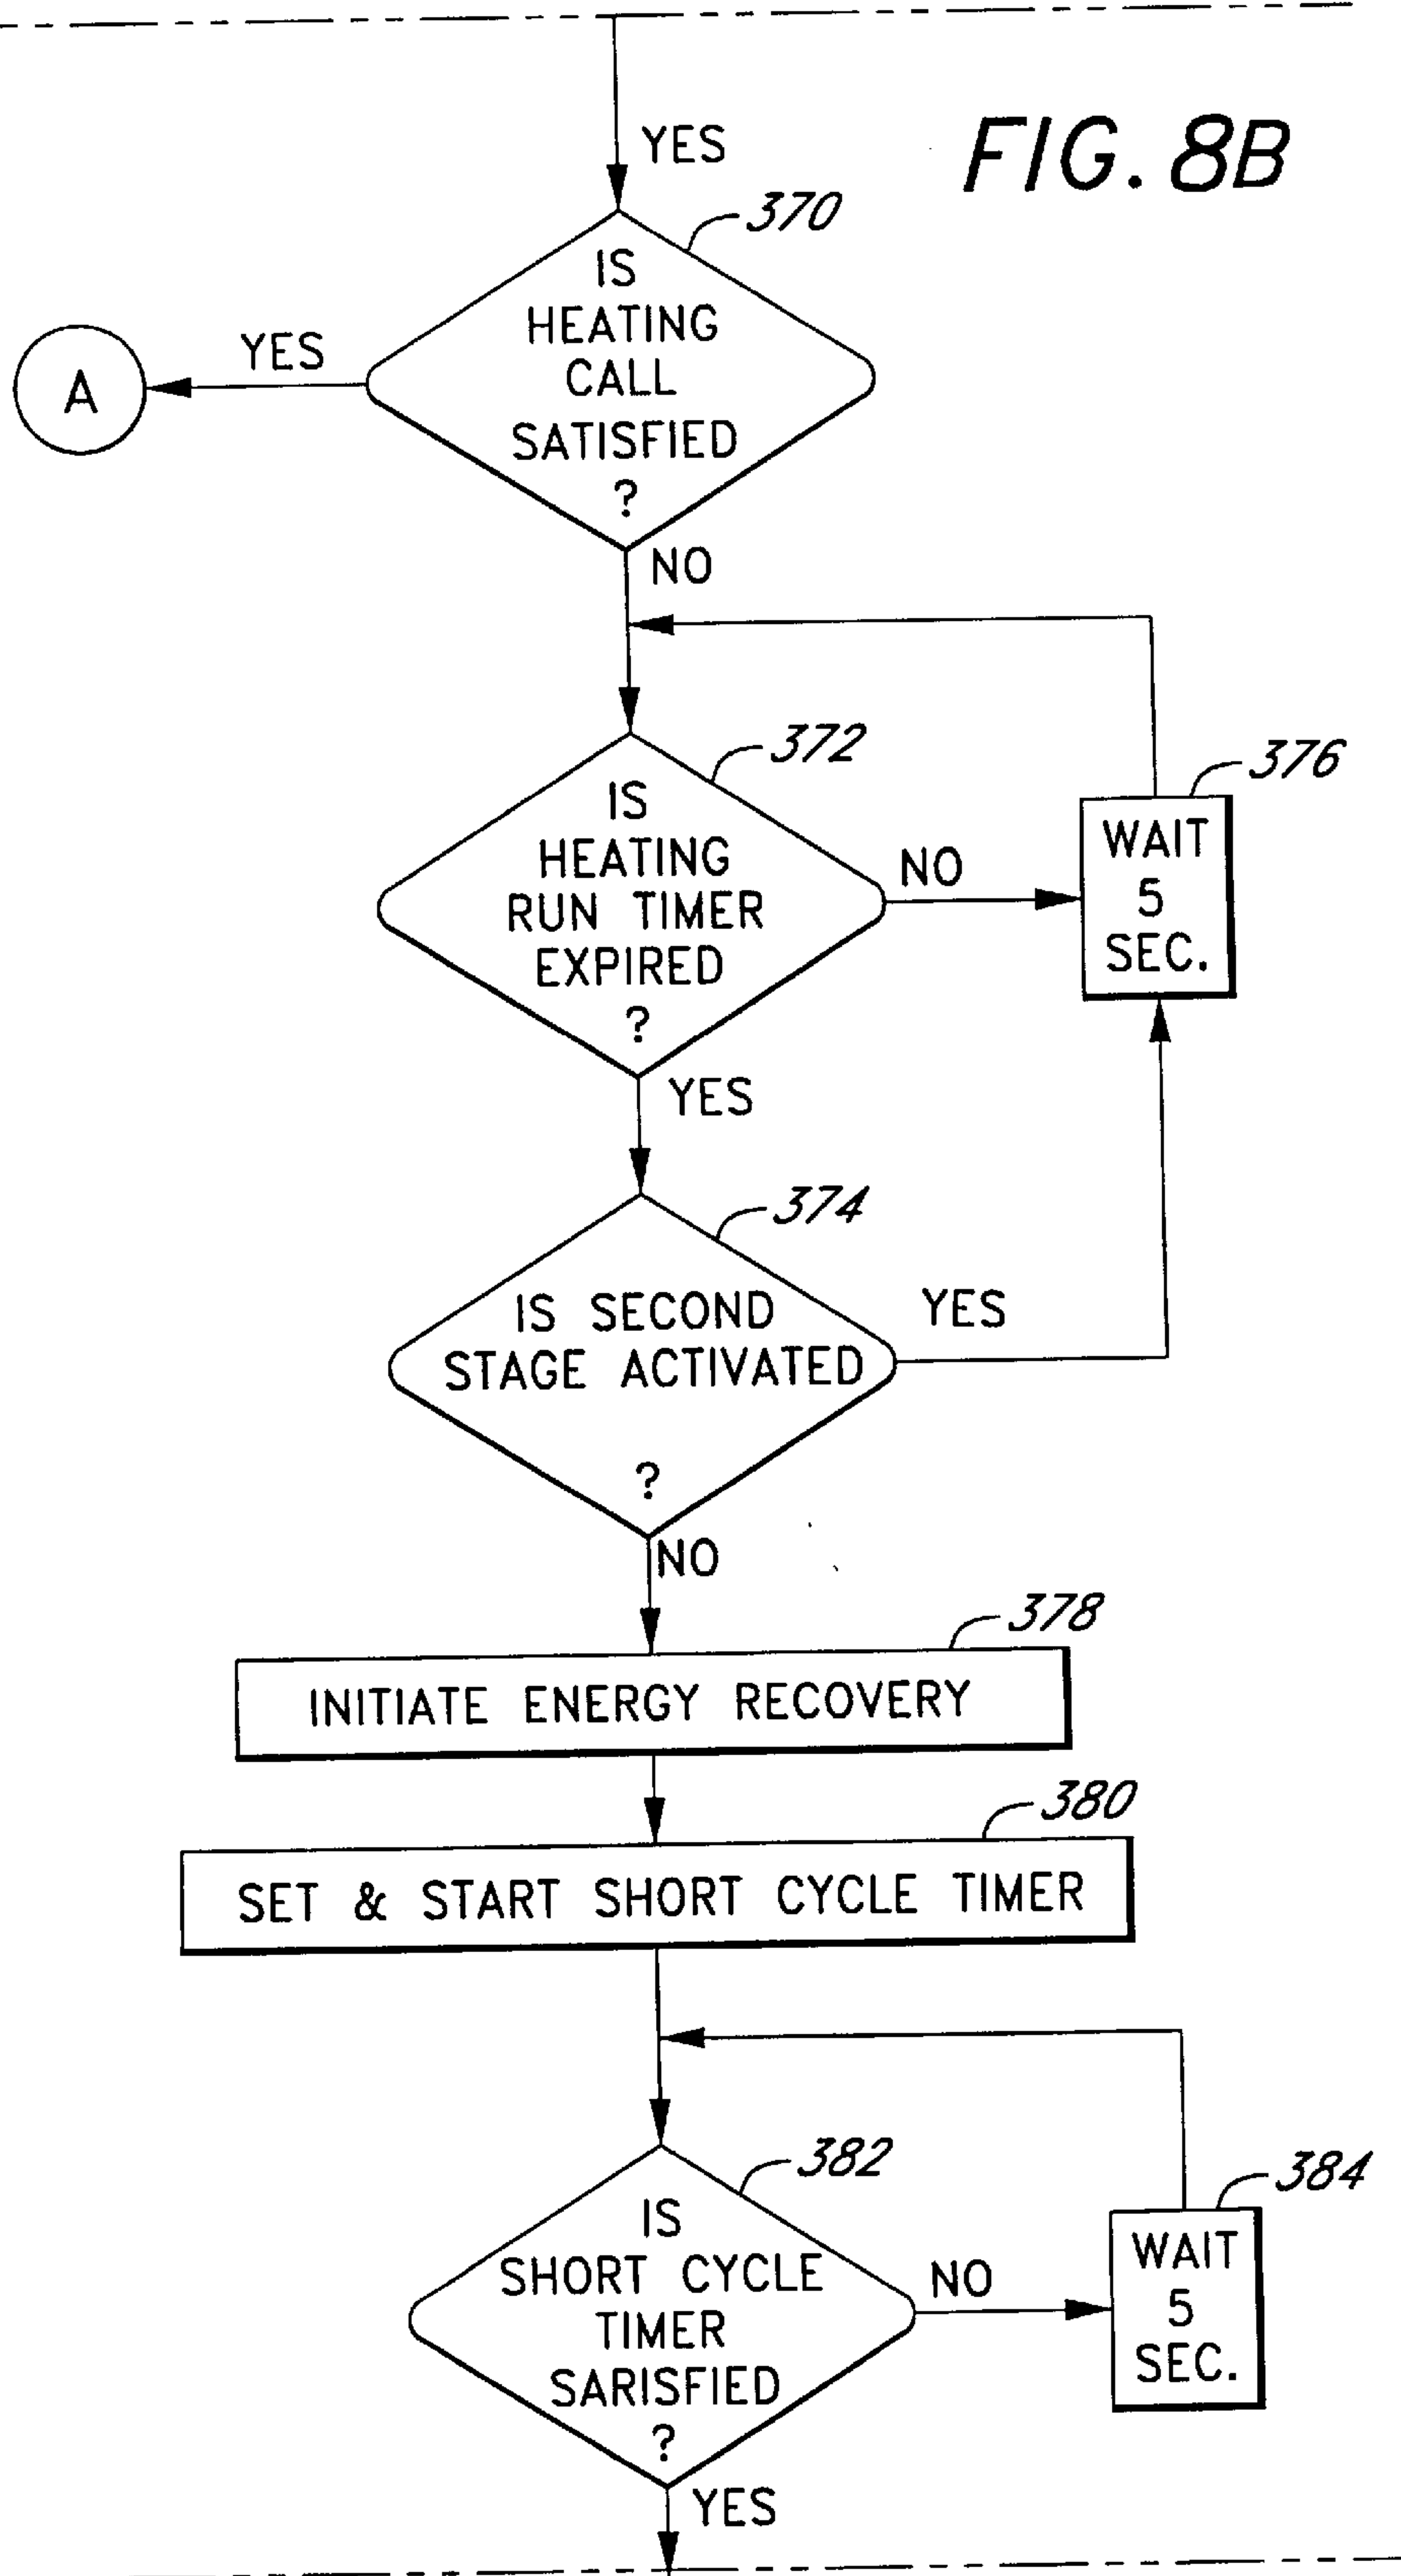 FIG. 8B
YES
370
IS
HEATING
CALL
SATISFIED
?
YES
A
NO
372
IS
HEATING
RUN TIMER
EXPIRED
?
NO
376
WAIT
5
SEC.
YES
374
IS SECOND
STAGE ACTIVATED
?
YES
NO
378
INITIATE ENERGY RECOVERY
380
SET & START SHORT CYCLE TIMER
382
IS
SHORT CYCLE
TIMER
SARISFIED
?
NO
384
WAIT
5
SEC.
YES